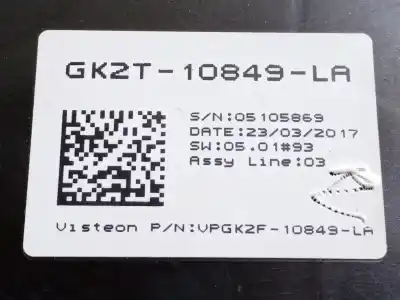 GK2T-10849-LA
S/N:05105869
DATE:23/03/2017
SW:05.01#93
Assy Line:03
Visteon P/N:VPGK2F-10849-LA